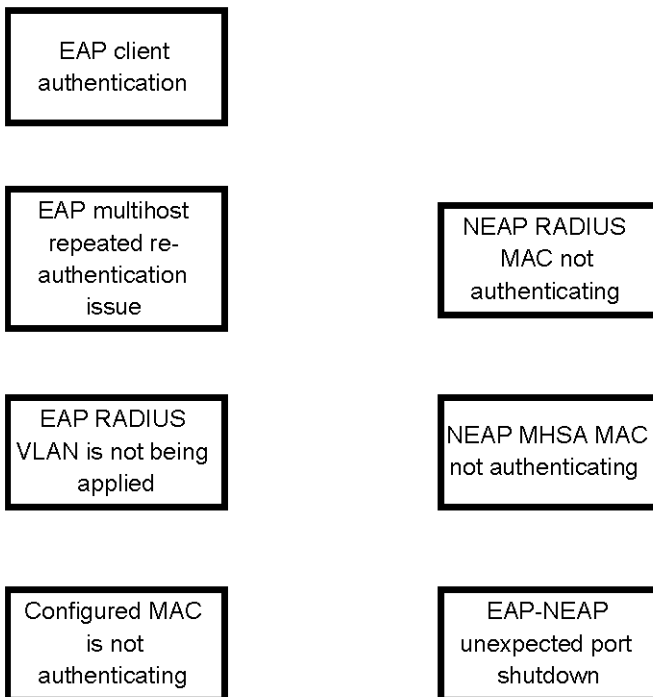 EAP client
authentication
EAP multihost
repeated re-
authentication
issue
NEAP RADIUS
MAC not
authenticating
EAP RADIUS
VLAN is not being
applied
NEAP MHSA MAC
not authenticating
Configured MAC
is not
authenticating
EAP-NEAP
unexpected port
shutdown